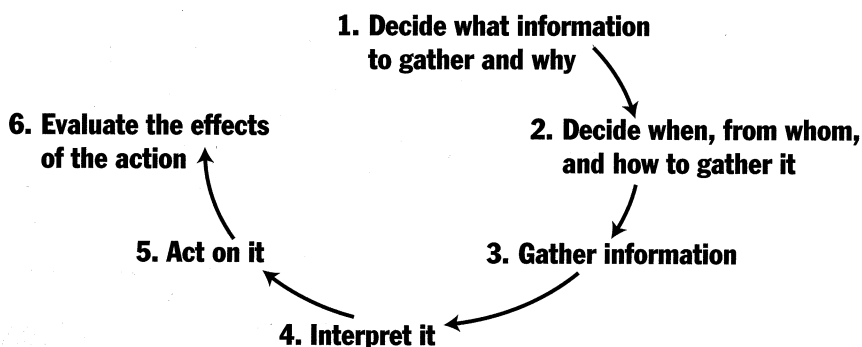 1. Decide what information
to gather and why
2. Decide when, from whom,
and how to gather it
3. Gather information
4. Interpret it
5. Act on it
6. Evaluate the effects
of the action